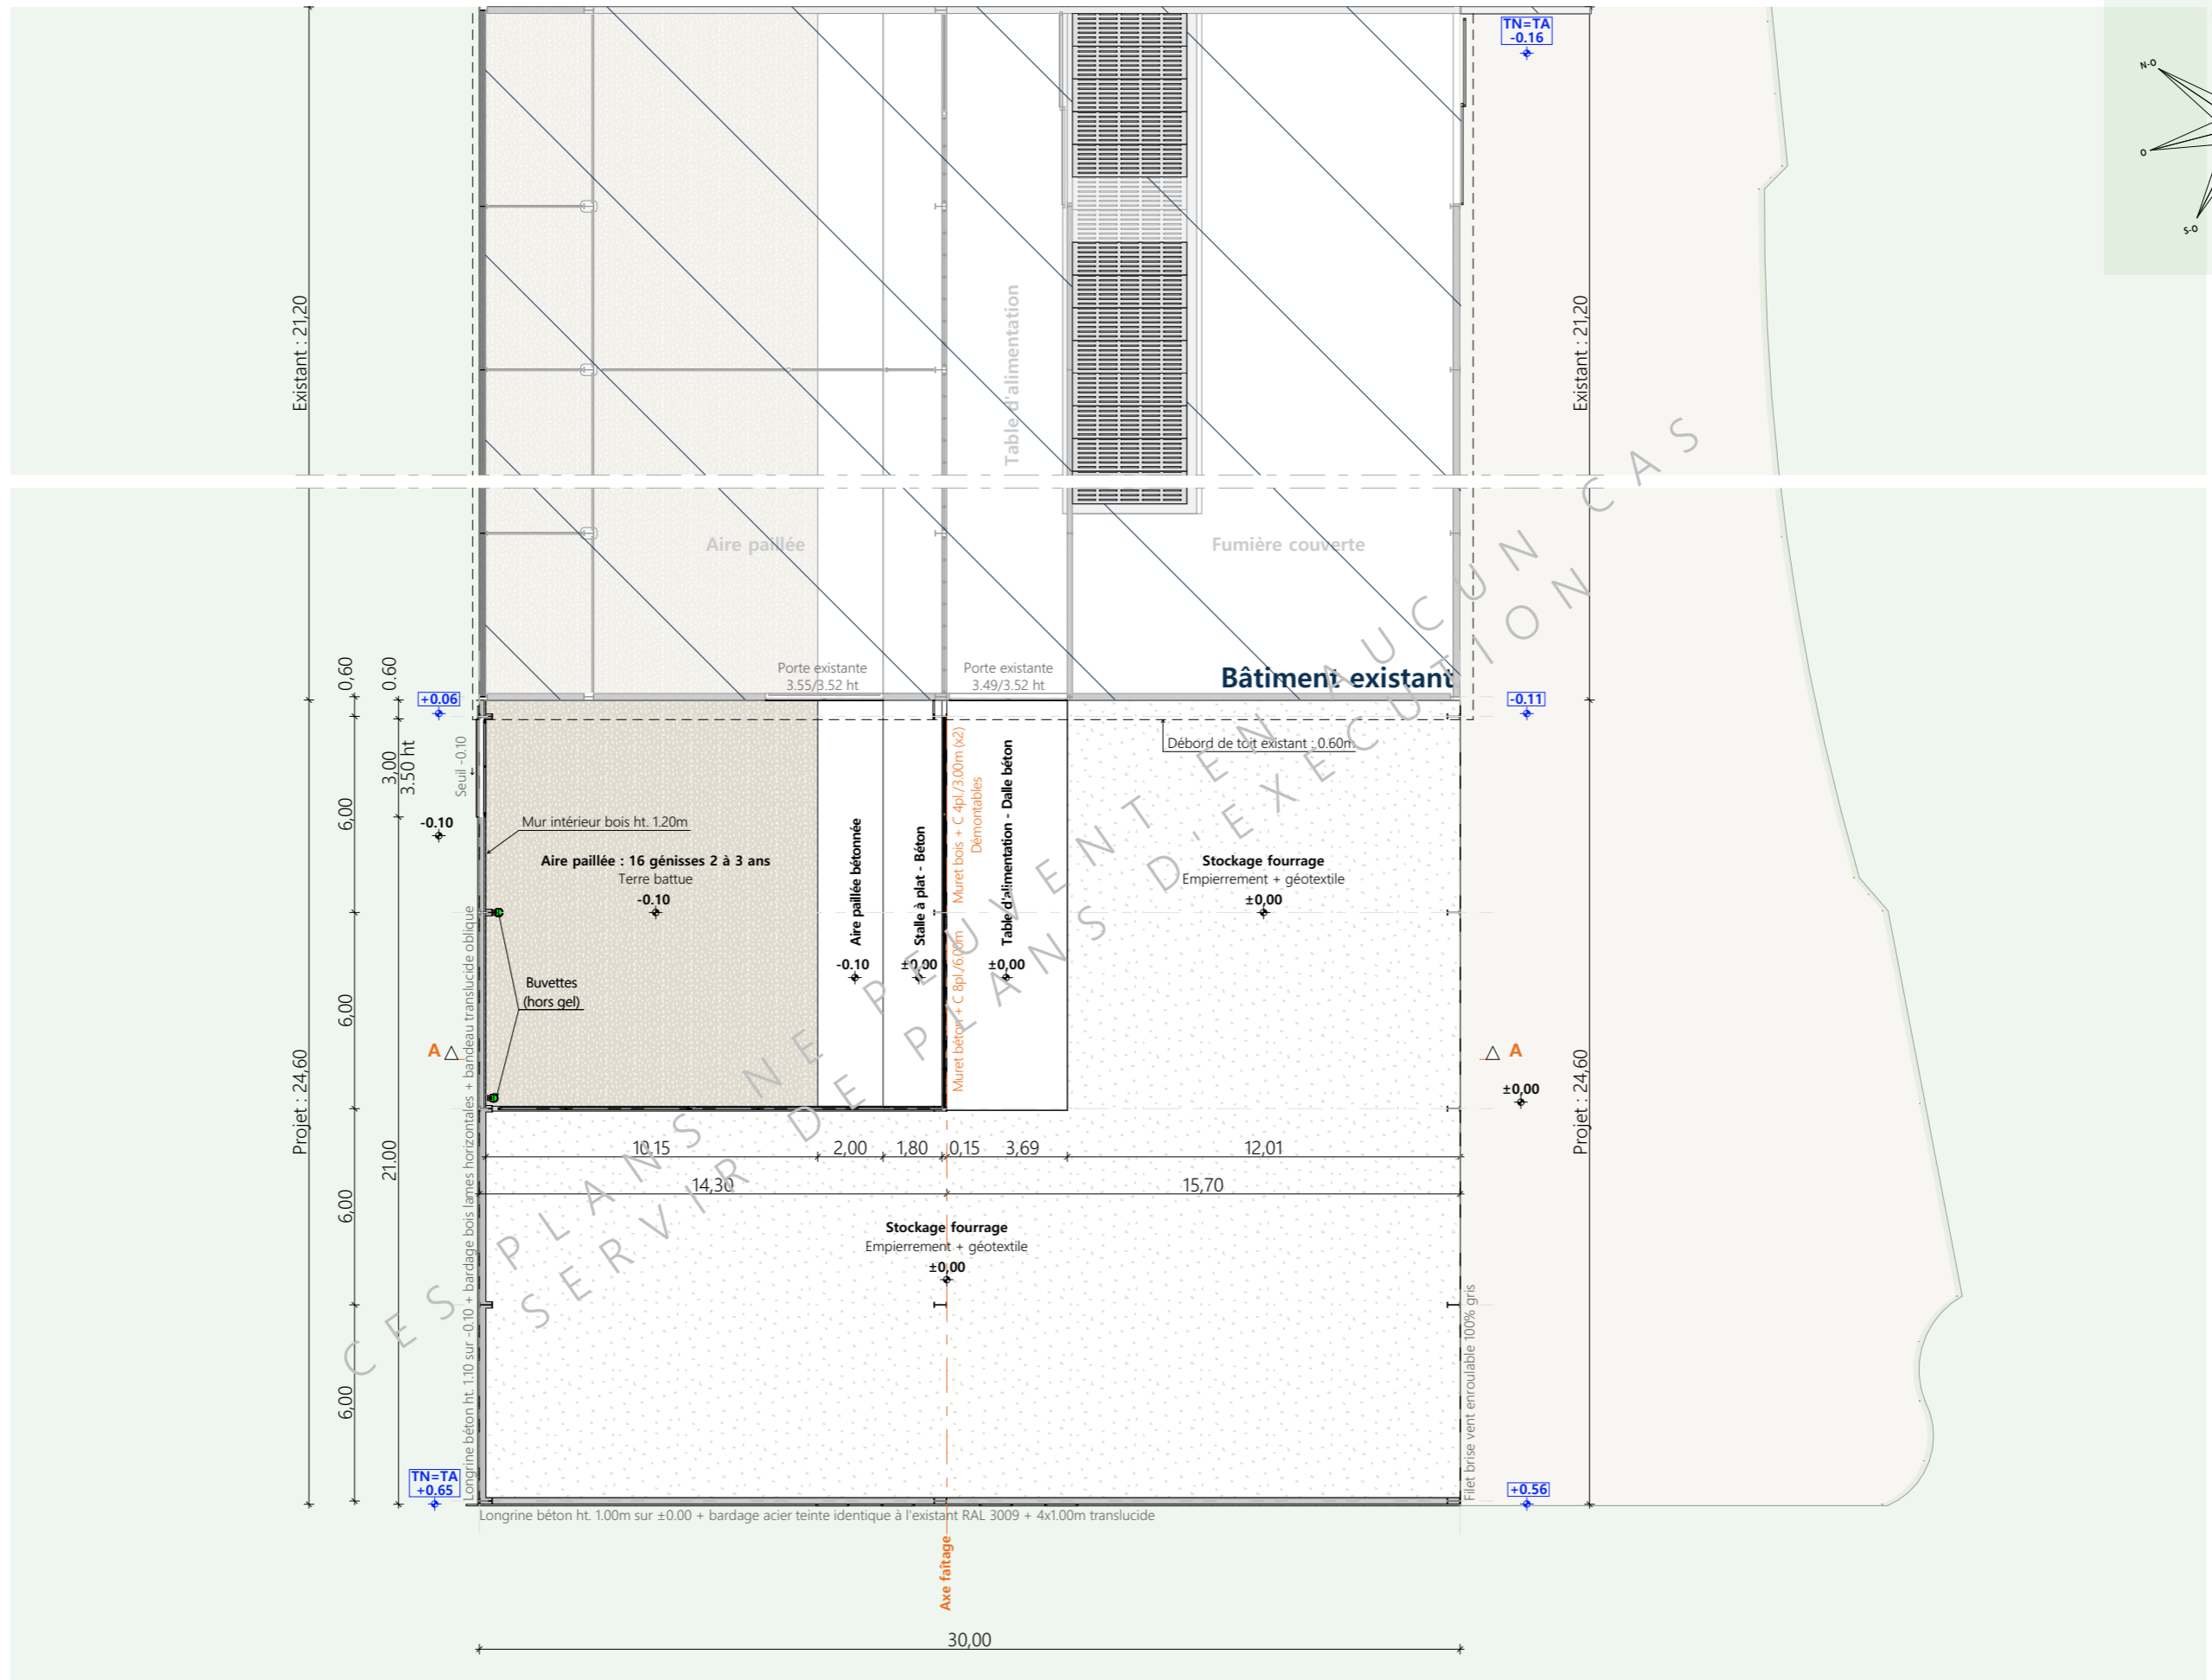 TN=TA
-0.16
N-O
O
S-O
Existant : 21,20
Existant : 21,20
Table d'alimentation
Aire paillée
Fumière couverte
Porte existante
3.55/3.52 ht
Porte existante
3.49/3.52 ht
Bâtiment existant
0,60
0.60
+0.06
-0.11
Débord de toit existant : 0.60m
3,00
3.50 ht
Seuil -0.10
6,00
-0.10
Mur intérieur bois ht. 1.20m
Aire paillée : 16 génisses 2 à 3 ans
Terre battue
-0.10
Aire paillée bétonnée
-0.10
Stalle à plat - Béton
±0,00
Muret bois + C 4pl./3.00m (x2)
Démontables
Muret béton + C 8pl./6.00m
Table d'alimentation - Dalle béton
±0,00
Stockage fourrage
Empierrement + géotextile
±0,00
Buvettes
(hors gel)
6,00
A
A
±0,00
Projet : 24,60
Projet : 24,60
21.00
10,15
2,00
1,80
0,15
3,69
12,01
14,30
15,70
6,00
Stockage fourrage
Empierrement + géotextile
±0,00
6,00
Longrine béton ht. 1.10 sur -0.10 + bardage bois lames horizontales + bandeau translucide oblique
Filet brise vent enroulable 100% gris
TN=TA
+0.65
+0.56
Longrine béton ht. 1.00m sur ±0.00 + bardage acier teinte identique à l'existant RAL 3009 + 4x1.00m translucide
Axe faîtage
30,00
CES PLANS NE PEUVENT EN AUCUN CAS
SERVIR DE PLANS D'EXECUTION